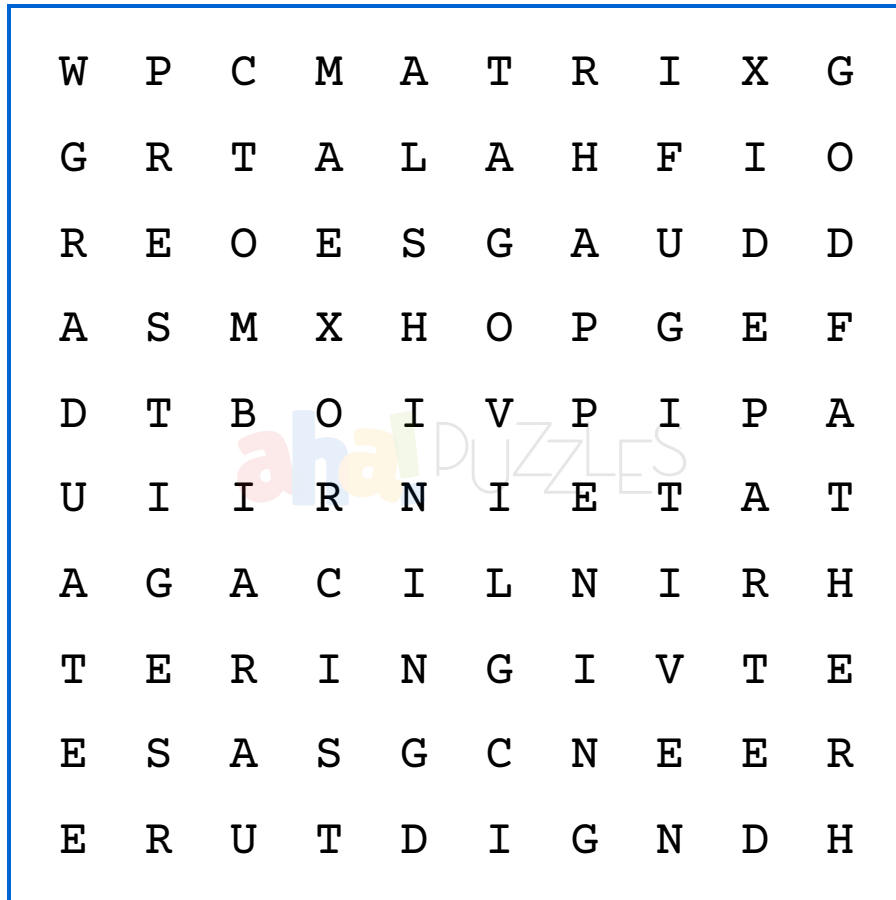 W P C M A T R I X G
G R T A L A H F I O
R E O E S G A U D D
A S M X H O P G E F
D T B O I V P I P A
U I I R N I E T A T
A G A C I L N I R H
T E R I N G I V T E
E S A S G C N E E R
E R U T D I G N D H
aha! PUZZLES